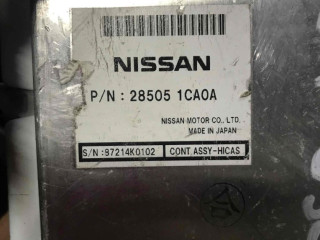 NISSAN
P/N : 28505 1CA0A
NISSAN MOTOR CO., LTD.
MADE IN JAPAN
S/N:97214K0102 CONT ASSY-HICAS